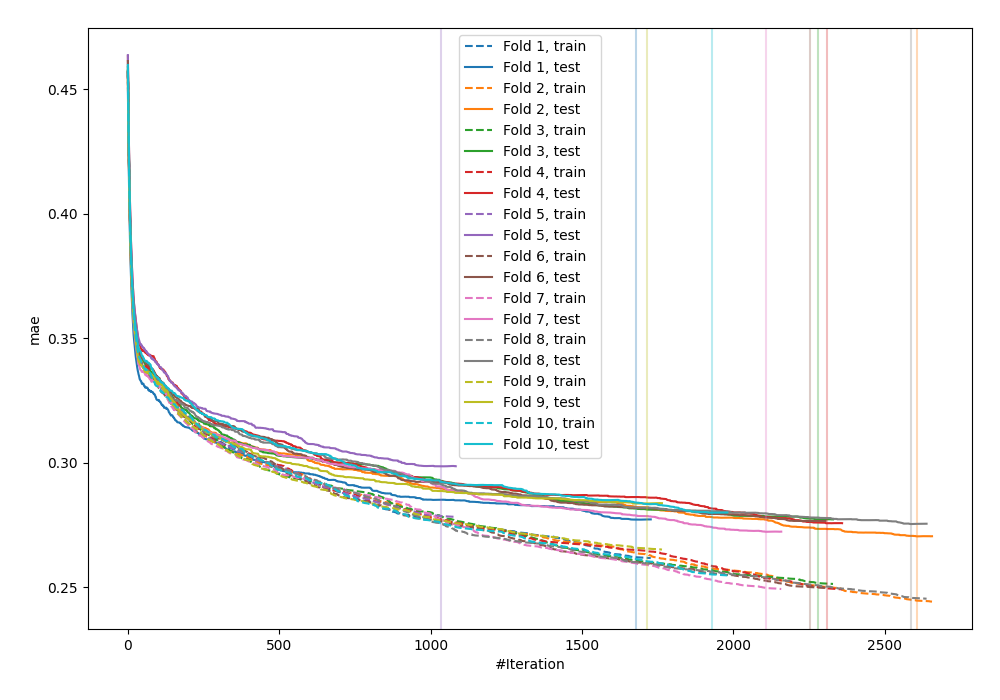 0.45
0.40
0.35
0.30
0.25
mae
0
500
1000
1500
2000
2500
#Iteration
Fold 1, train
Fold 1, test
Fold 2, train
Fold 2, test
Fold 3, train
Fold 3, test
Fold 4, train
Fold 4, test
Fold 5, train
Fold 5, test
Fold 6, train
Fold 6, test
Fold 7, train
Fold 7, test
Fold 8, train
Fold 8, test
Fold 9, train
Fold 9, test
Fold 10, train
Fold 10, test